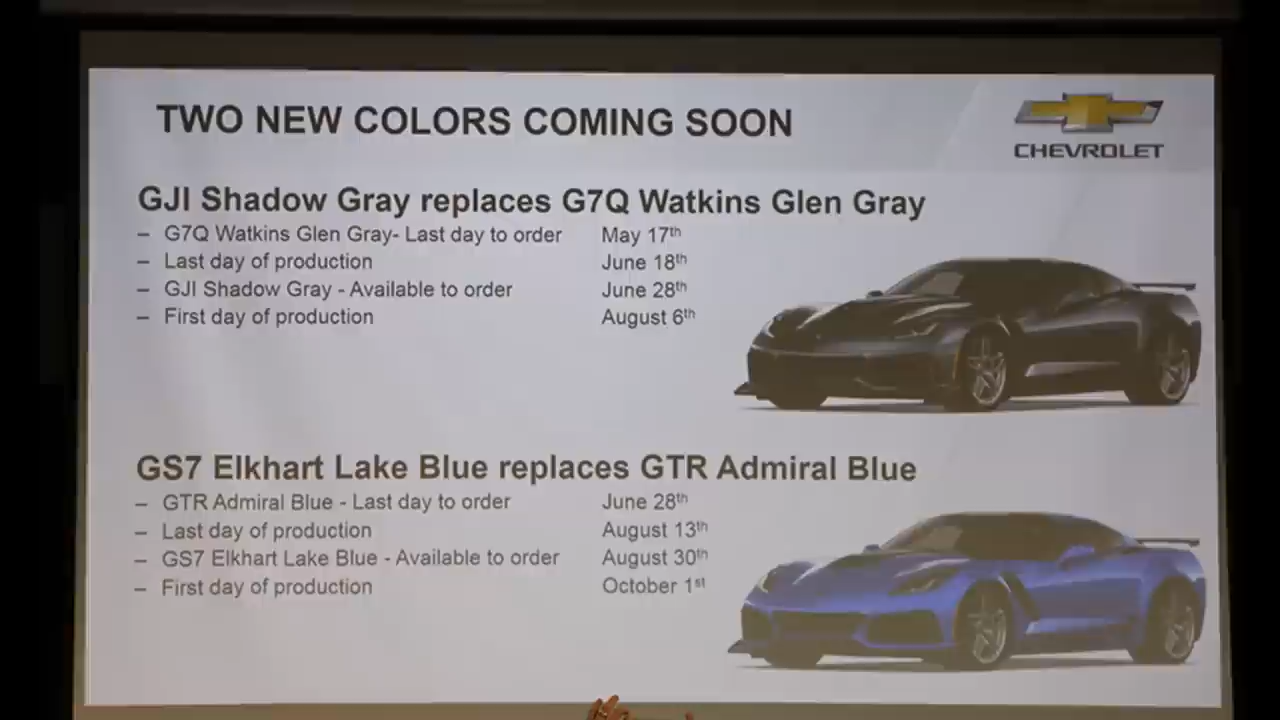 TWO NEW COLORS COMING SOON
CHEVROLET
GJI Shadow Gray replaces G7Q Watkins Glen Gray
– G7Q Watkins Glen Gray- Last day to order May 17th
– Last day of production June 18th
– GJI Shadow Gray - Available to order June 28th
– First day of production August 6th
GS7 Elkhart Lake Blue replaces GTR Admiral Blue
– GTR Admiral Blue - Last day to order June 28th
– Last day of production August 13th
– GS7 Elkhart Lake Blue - Available to order August 30th
– First day of production October 1st